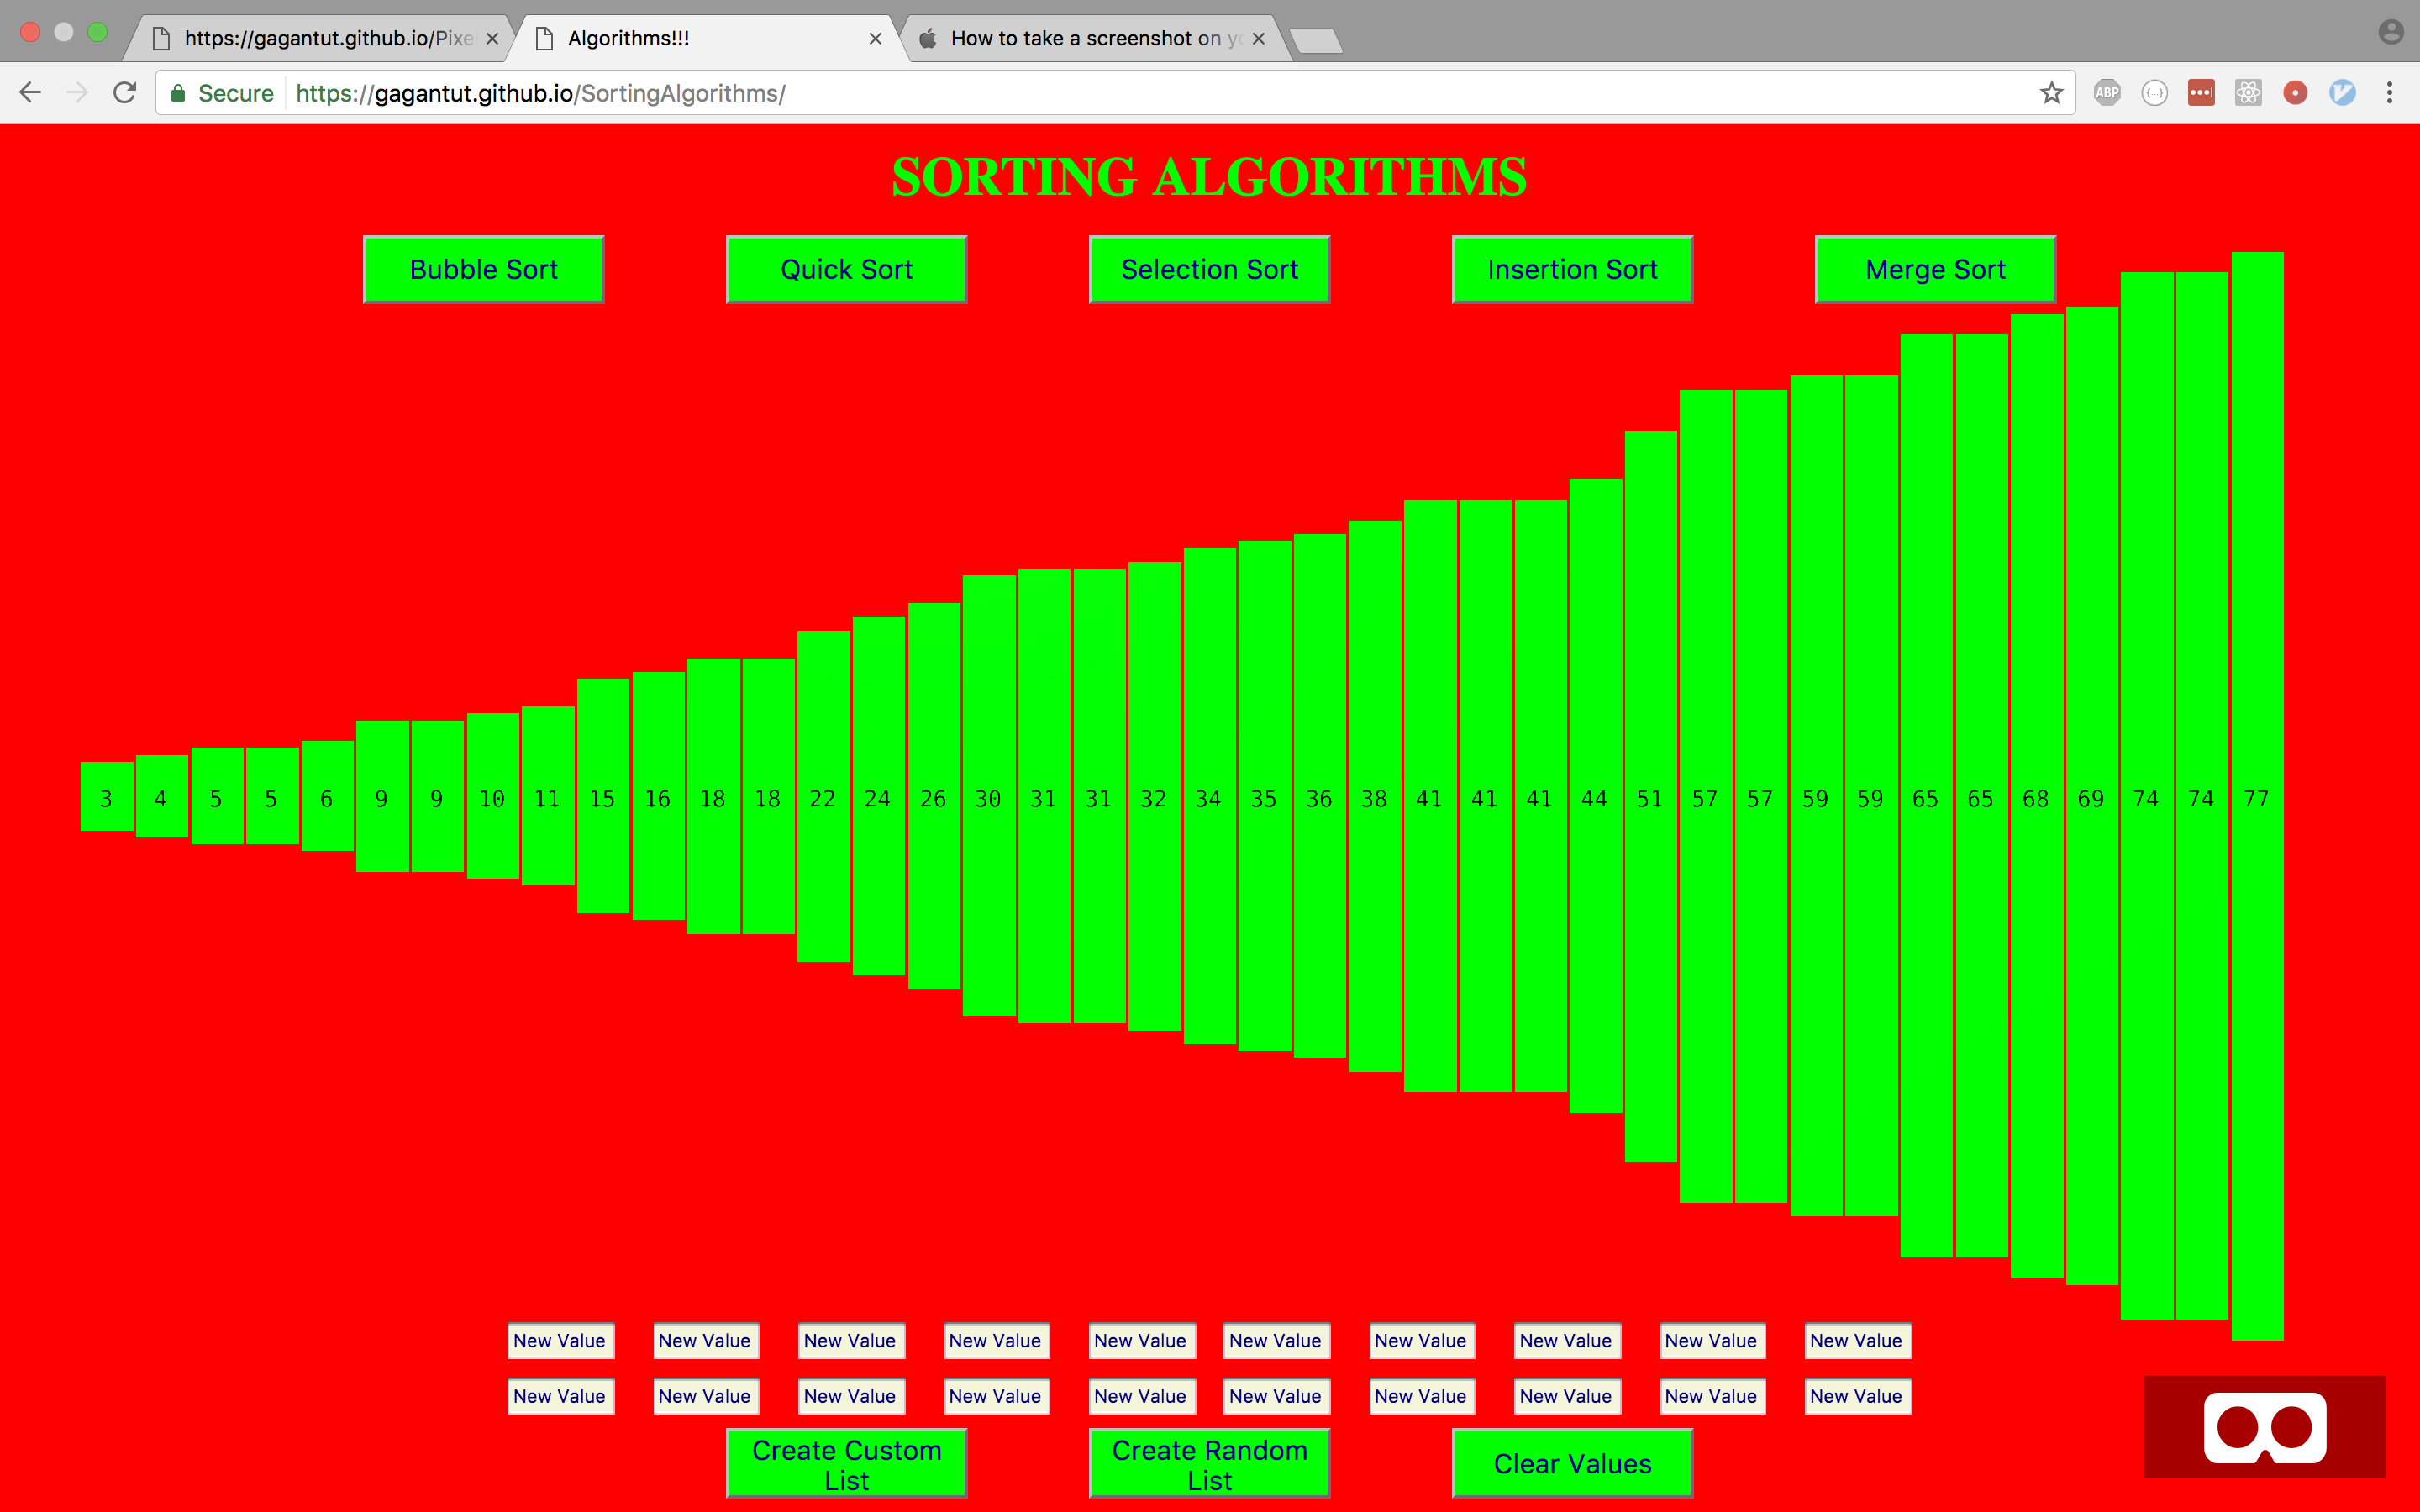 https://gagantut.github.io/Pixe
Algorithms!!!
How to take a screenshot on yo
Secure https://gagantut.github.io/SortingAlgorithms/
ABP
SORTING ALGORITHMS
Bubble Sort Quick Sort Selection Sort Insertion Sort Merge Sort
3 4 5 5 6 9 9 10 11 15 16 18 18 22 24 26 30 31 31 32 34 35 36 38 41 41 41 44 51 57 57 59 59 65 65 68 69 74 74 77
New Value New Value New Value New Value New Value New Value New Value New Value New Value New Value
New Value New Value New Value New Value New Value New Value New Value New Value New Value New Value
Create Custom
List
Create Random
List
Clear Values